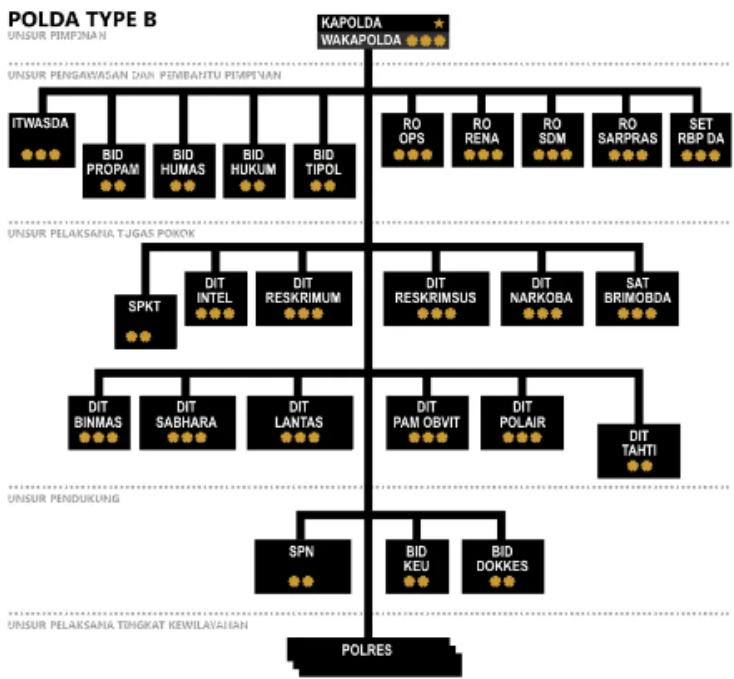 POLDA TYPE B
UNSUR PIMPINAN
KAPOLDA
WAKAPOLDA
UNSUR PENGAWASAN DAN PEMBANTU PIMPINAN
ITWASDA
BID
PROPAM
BID
HUMAS
BID
HUKUM
BID
TIPOL
RO
OPS
RO
RENA
RO
SDM
RO
SARPRAS
SET
RBP DA
UNSUR PELAKSANA TUGAS POKOK
SPKT
DIT
INTEL
DIT
RESKRIMUM
DIT
RESKRIMSUS
DIT
NARKOBA
SAT
BRIMOBDA
DIT
BINMAS
DIT
SABHARA
DIT
LANTAS
DIT
PAM OBVIT
DIT
POLAIR
DIT
TAHTI
UNSUR PENDUKUNG
SPN
BID
KEU
BID
DOKKES
UNSUR PELAKSANA TINGKAT KEWILAYAHAN
POLRES